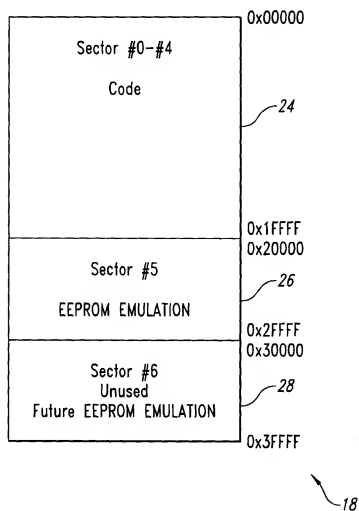 0x00000
Sector #0-#4
Code
24
0x1FFFF
0x20000
Sector #5
26
EEPROM EMULATION
0x2FFFF
0x30000
Sector #6
Unused
28
Future EEPROM EMULATION
0x3FFFF
18